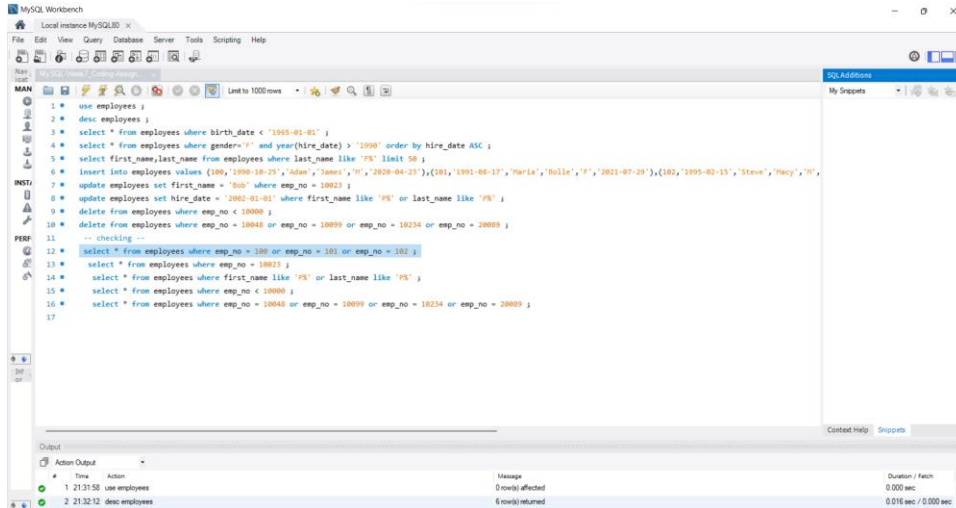 MySQL Workbench
Local instance MySQL80 ×
File Edit View Query Database Server Tools Scripting Help
SQLAdditions
MAN
Limit to 1000 rows
My Snippets
1 use employees ;
2 desc employees ;
3 select * from employees where birth_date < '1965-01-01' ;
4 select * from employees where gender='F' and year(hire_date) > '1990' order by hire_date ASC ;
5 select first_name,last_name from employees where last_name like 'F%' limit 50 ;
6 insert into employees values (100,'1990-10-25','Adam','James','M','2020-04-23'),(101,'1991-08-17','Maria','Bolle','F','2021-07-29'),(102,'1995-02-15','Steve','Macy','M',
7 update employees set first_name = 'Bob' where emp_no = 10023 ;
INST
8 update employees set hire_date = '2002-01-01' where first_name like 'P%' or last_name like 'P%' ;
9 delete from employees where emp_no < 10000 ;
10 delete from employees where emp_no = 10048 or emp_no = 10099 or emp_no = 10234 or emp_no = 20089 ;
PERF
11 -- checking --
12 select * from employees where emp_no = 100 or emp_no = 101 or emp_no = 102 ;
13 select * from employees where emp_no = 10023 ;
14 select * from employees where first_name like 'P%' or last_name like 'P%' ;
15 select * from employees where emp_no < 10000 ;
16 select * from employees where emp_no = 10048 or emp_no = 10099 or emp_no = 10234 or emp_no = 20089 ;
17
Context Help Snippets
Output
Action Output
# Time Action Message Duration / Fetch
1 21:31:58 use employees 0 row(s) affected 0.000 sec
2 21:32:12 desc employees 6 row(s) returned 0.016 sec / 0.000 sec